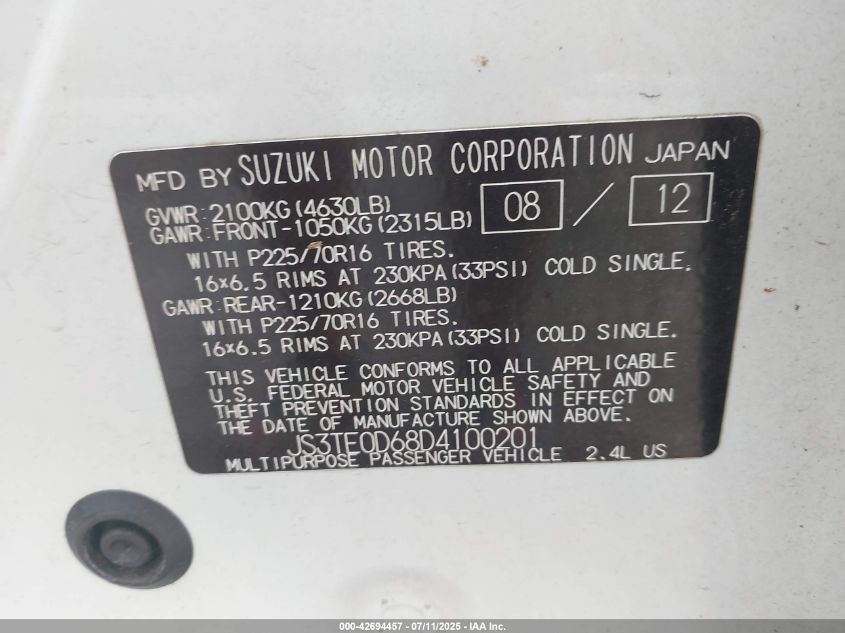 MFD BY SUZUKI MOTOR CORPORATION JAPAN
GVWR:2100KG(4630LB)
GAWR:FRONT-1050KG(2315LB) 08 / 12
WITH P225/70R16 TIRES.
16×6.5 RIMS AT 230KPA(33PSI) COLD SINGLE.
GAWR:REAR-1210KG(2668LB)
WITH P225/70R16 TIRES.
16×6.5 RIMS AT 230KPA(33PSI) COLD SINGLE.
THIS VEHICLE CONFORMS TO ALL APPLICABLE
U.S. FEDERAL MOTOR VEHICLE SAFETY AND
THEFT PREVENTION STANDARDS IN EFFECT ON
THE DATE OF MANUFACTURE SHOWN ABOVE.
JS3TE0D68D4100201
MULTIPURPOSE PASSENGER VEHICLE 2.4L US
000-42694457 - 07/11/2025 - IAA Inc.